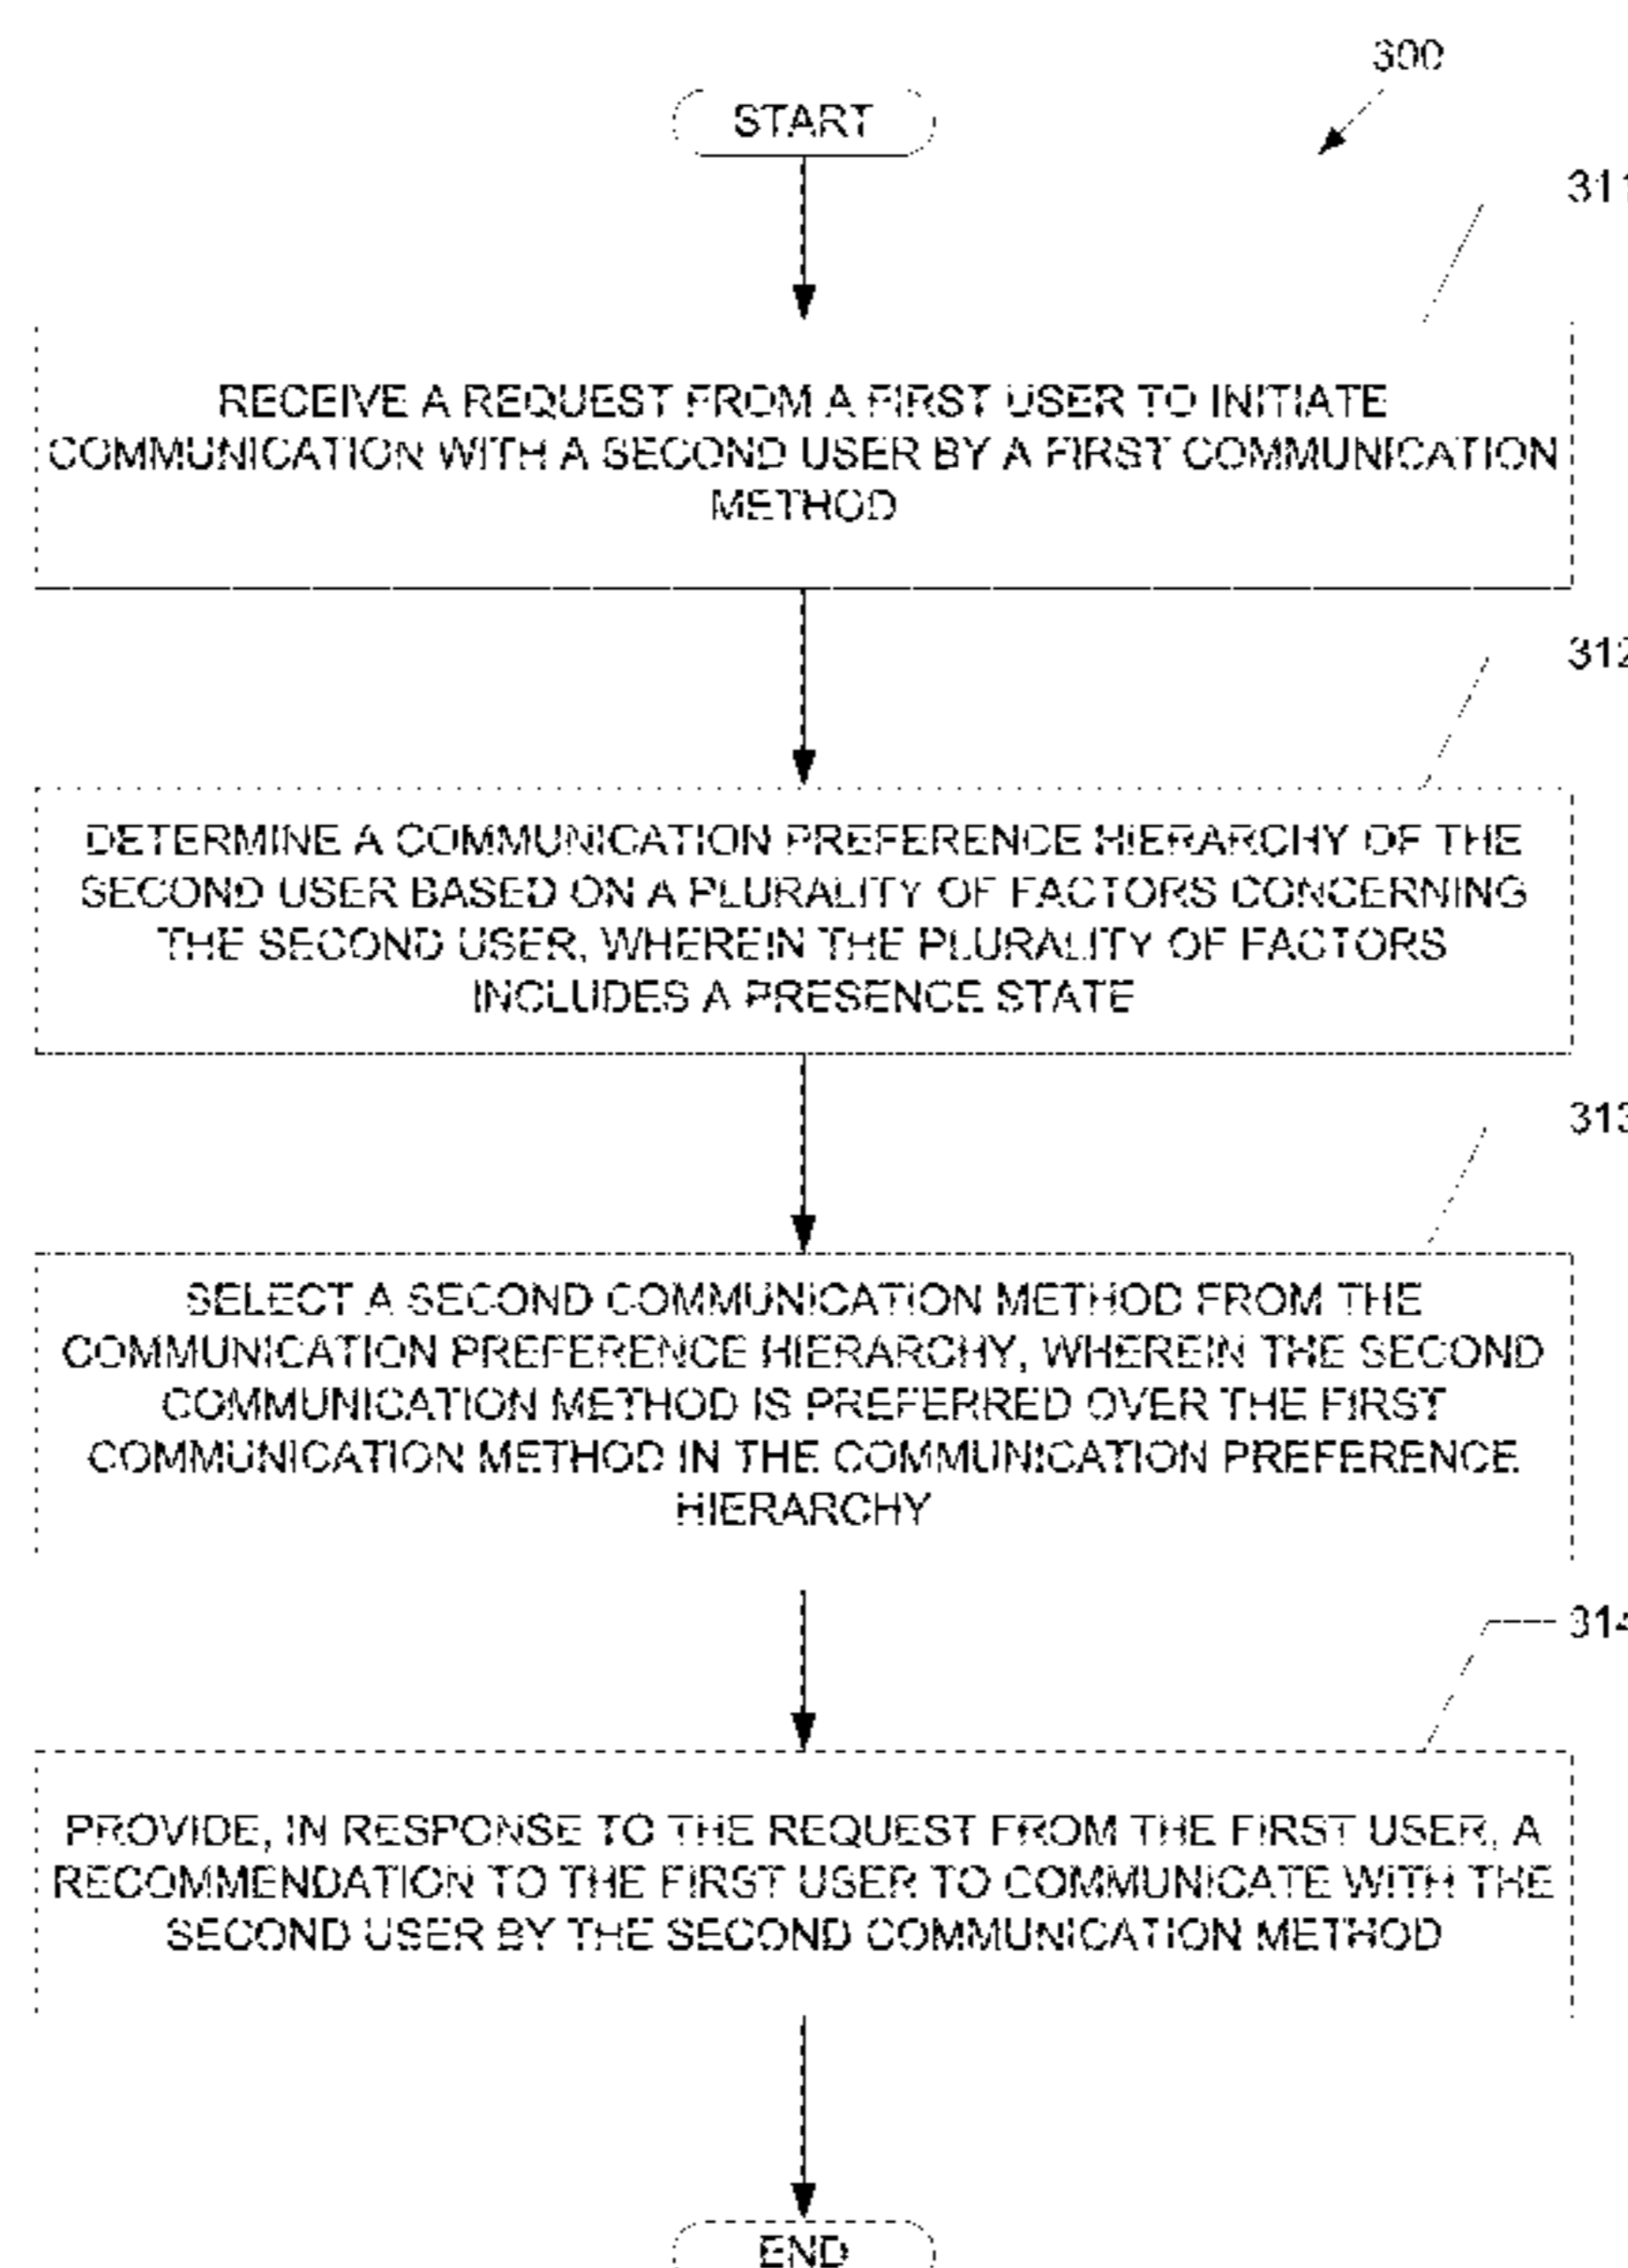 300
START
311
RECEIVE A REQUEST FROM A FIRST USER TO INITIATE
COMMUNICATION WITH A SECOND USER BY A FIRST COMMUNICATION
METHOD
312
DETERMINE A COMMUNICATION PREFERENCE HIERARCHY OF THE
SECOND USER BASED ON A PLURALITY OF FACTORS CONCERNING
THE SECOND USER, WHEREIN THE PLURALITY OF FACTORS
INCLUDES A PRESENCE STATE
313
SELECT A SECOND COMMUNICATION METHOD FROM THE
COMMUNICATION PREFERENCE HIERARCHY, WHEREIN THE SECOND
COMMUNICATION METHOD IS PREFERRED OVER THE FIRST
COMMUNICATION METHOD IN THE COMMUNICATION PREFERENCE
HIERARCHY
314
PROVIDE, IN RESPONSE TO THE REQUEST FROM THE FIRST USER, A
RECOMMENDATION TO THE FIRST USER TO COMMUNICATE WITH THE
SECOND USER BY THE SECOND COMMUNICATION METHOD
END